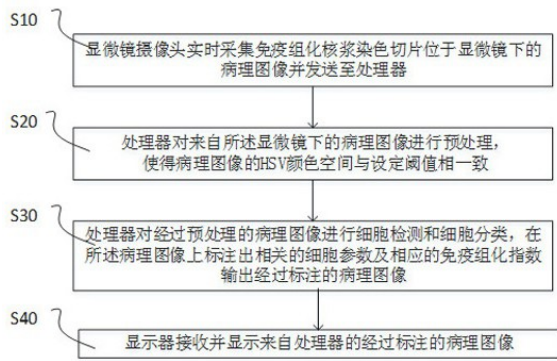 S10
显微镜摄像头实时采集免疫组化核浆染色切片位于显微镜下的
病理图像并发送至处理器
S20
处理器对来自所述显微镜下的病理图像进行预处理，
使得病理图像的HSV颜色空间与设定阈值相一致
S30
处理器对经过预处理的病理图像进行细胞检测和细胞分类，在
所述病理图像上标注出相关的细胞参数及相应的免疫组化指数
输出经过标注的病理图像
S40
显示器接收并显示来自处理器的经过标注的病理图像